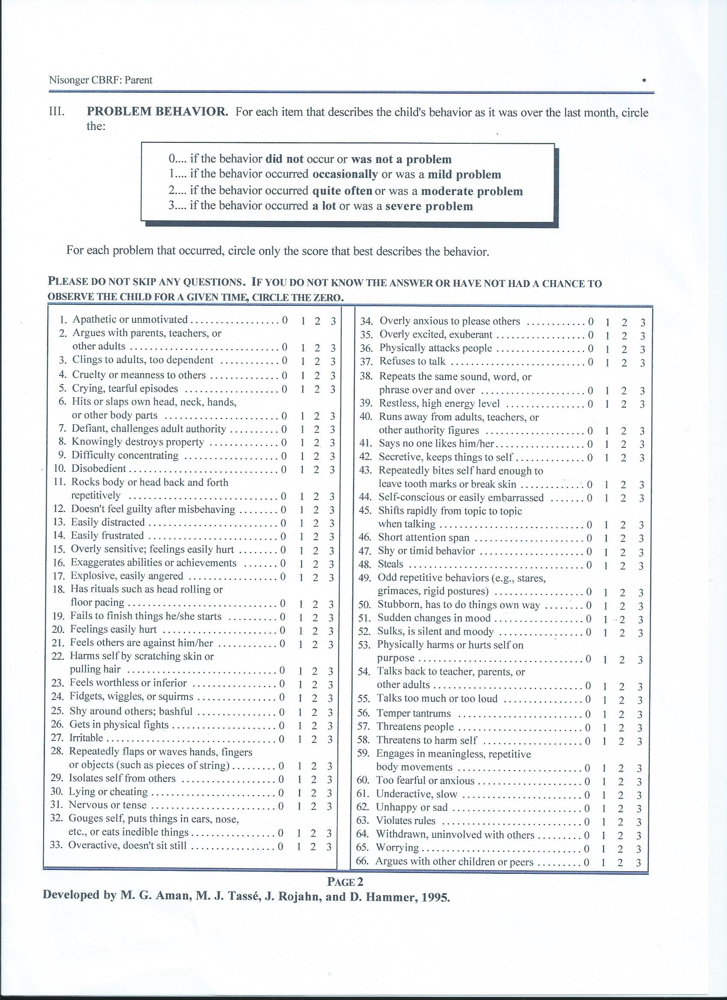 Nisonger CBRF: Parent
III. PROBLEM BEHAVIOR. For each item that describes the child's behavior as it was over the last month, circle
the:
0.... if the behavior did not occur or was not a problem
1.... if the behavior occurred occasionally or was a mild problem
2.... if the behavior occurred quite often or was a moderate problem
3.... if the behavior occurred a lot or was a severe problem
For each problem that occurred, circle only the score that best describes the behavior.
PLEASE DO NOT SKIP ANY QUESTIONS. IF YOU DO NOT KNOW THE ANSWER OR HAVE NOT HAD A CHANCE TO
OBSERVE THE CHILD FOR A GIVEN TIME, CIRCLE THE ZERO.
1. Apathetic or unmotivated .................. 0 1 2 3
2. Argues with parents, teachers, or
other adults .............................. 0 1 2 3
3. Clings to adults, too dependent ............ 0 1 2 3
4. Cruelty or meanness to others .............. 0 1 2 3
5. Crying, tearful episodes ................... 0 1 2 3
6. Hits or slaps own head, neck, hands,
or other body parts ....................... 0 1 2 3
7. Defiant, challenges adult authority .......... 0 1 2 3
8. Knowingly destroys property .............. 0 1 2 3
9. Difficulty concentrating ................... 0 1 2 3
10. Disobedient .............................. 0 1 2 3
11. Rocks body or head back and forth
repetitively .............................. 0 1 2 3
12. Doesn't feel guilty after misbehaving ........ 0 1 2 3
13. Easily distracted .......................... 0 1 2 3
14. Easily frustrated .......................... 0 1 2 3
15. Overly sensitive; feelings easily hurt ........ 0 1 2 3
16. Exaggerates abilities or achievements ....... 0 1 2 3
17. Explosive, easily angered .................. 0 1 2 3
18. Has rituals such as head rolling or
floor pacing .............................. 0 1 2 3
19. Fails to finish things he/she starts .......... 0 1 2 3
20. Feelings easily hurt ....................... 0 1 2 3
21. Feels others are against him/her ............ 0 1 2 3
22. Harms self by scratching skin or
pulling hair .............................. 0 1 2 3
23. Feels worthless or inferior ................. 0 1 2 3
24. Fidgets, wiggles, or squirms ................ 0 1 2 3
25. Shy around others; bashful ................ 0 1 2 3
26. Gets in physical fights ..................... 0 1 2 3
27. Irritable .................................. 0 1 2 3
28. Repeatedly flaps or waves hands, fingers
or objects (such as pieces of string) ......... 0 1 2 3
29. Isolates self from others ................... 0 1 2 3
30. Lying or cheating ......................... 0 1 2 3
31. Nervous or tense ......................... 0 1 2 3
32. Gouges self, puts things in ears, nose,
etc., or eats inedible things ................. 0 1 2 3
33. Overactive, doesn't sit still ................. 0 1 2 3
34. Overly anxious to please others ............ 0 1 2 3
35. Overly excited, exuberant .................. 0 1 2 3
36. Physically attacks people .................. 0 1 2 3
37. Refuses to talk ........................... 0 1 2 3
38. Repeats the same sound, word, or
phrase over and over ..................... 0 1 2 3
39. Restless, high energy level ................ 0 1 2 3
40. Runs away from adults, teachers, or
other authority figures .................... 0 1 2 3
41. Says no one likes him/her .................. 0 1 2 3
42. Secretive, keeps things to self .............. 0 1 2 3
43. Repeatedly bites self hard enough to
leave tooth marks or break skin ............. 0 1 2 3
44. Self-conscious or easily embarrassed ....... 0 1 2 3
45. Shifts rapidly from topic to topic
when talking ............................. 0 1 2 3
46. Short attention span ...................... 0 1 2 3
47. Shy or timid behavior ..................... 0 1 2 3
48. Steals ................................... 0 1 2 3
49. Odd repetitive behaviors (e.g., stares,
grimaces, rigid postures) .................. 0 1 2 3
50. Stubborn, has to do things own way ........ 0 1 2 3
51. Sudden changes in mood .................. 0 1 2 3
52. Sulks, is silent and moody ................. 0 1 2 3
53. Physically harms or hurts self on
purpose ................................. 0 1 2 3
54. Talks back to teacher, parents, or
other adults .............................. 0 1 2 3
55. Talks too much or too loud ................ 0 1 2 3
56. Temper tantrums ......................... 0 1 2 3
57. Threatens people ......................... 0 1 2 3
58. Threatens to harm self .................... 0 1 2 3
59. Engages in meaningless, repetitive
body movements ......................... 0 1 2 3
60. Too fearful or anxious ..................... 0 1 2 3
61. Underactive, slow ........................ 0 1 2 3
62. Unhappy or sad .......................... 0 1 2 3
63. Violates rules ............................ 0 1 2 3
64. Withdrawn, uninvolved with others ......... 0 1 2 3
65. Worrying ................................ 0 1 2 3
66. Argues with other children or peers ......... 0 1 2 3
PAGE 2
Developed by M. G. Aman, M. J. Tassé, J. Rojahn, and D. Hammer, 1995.